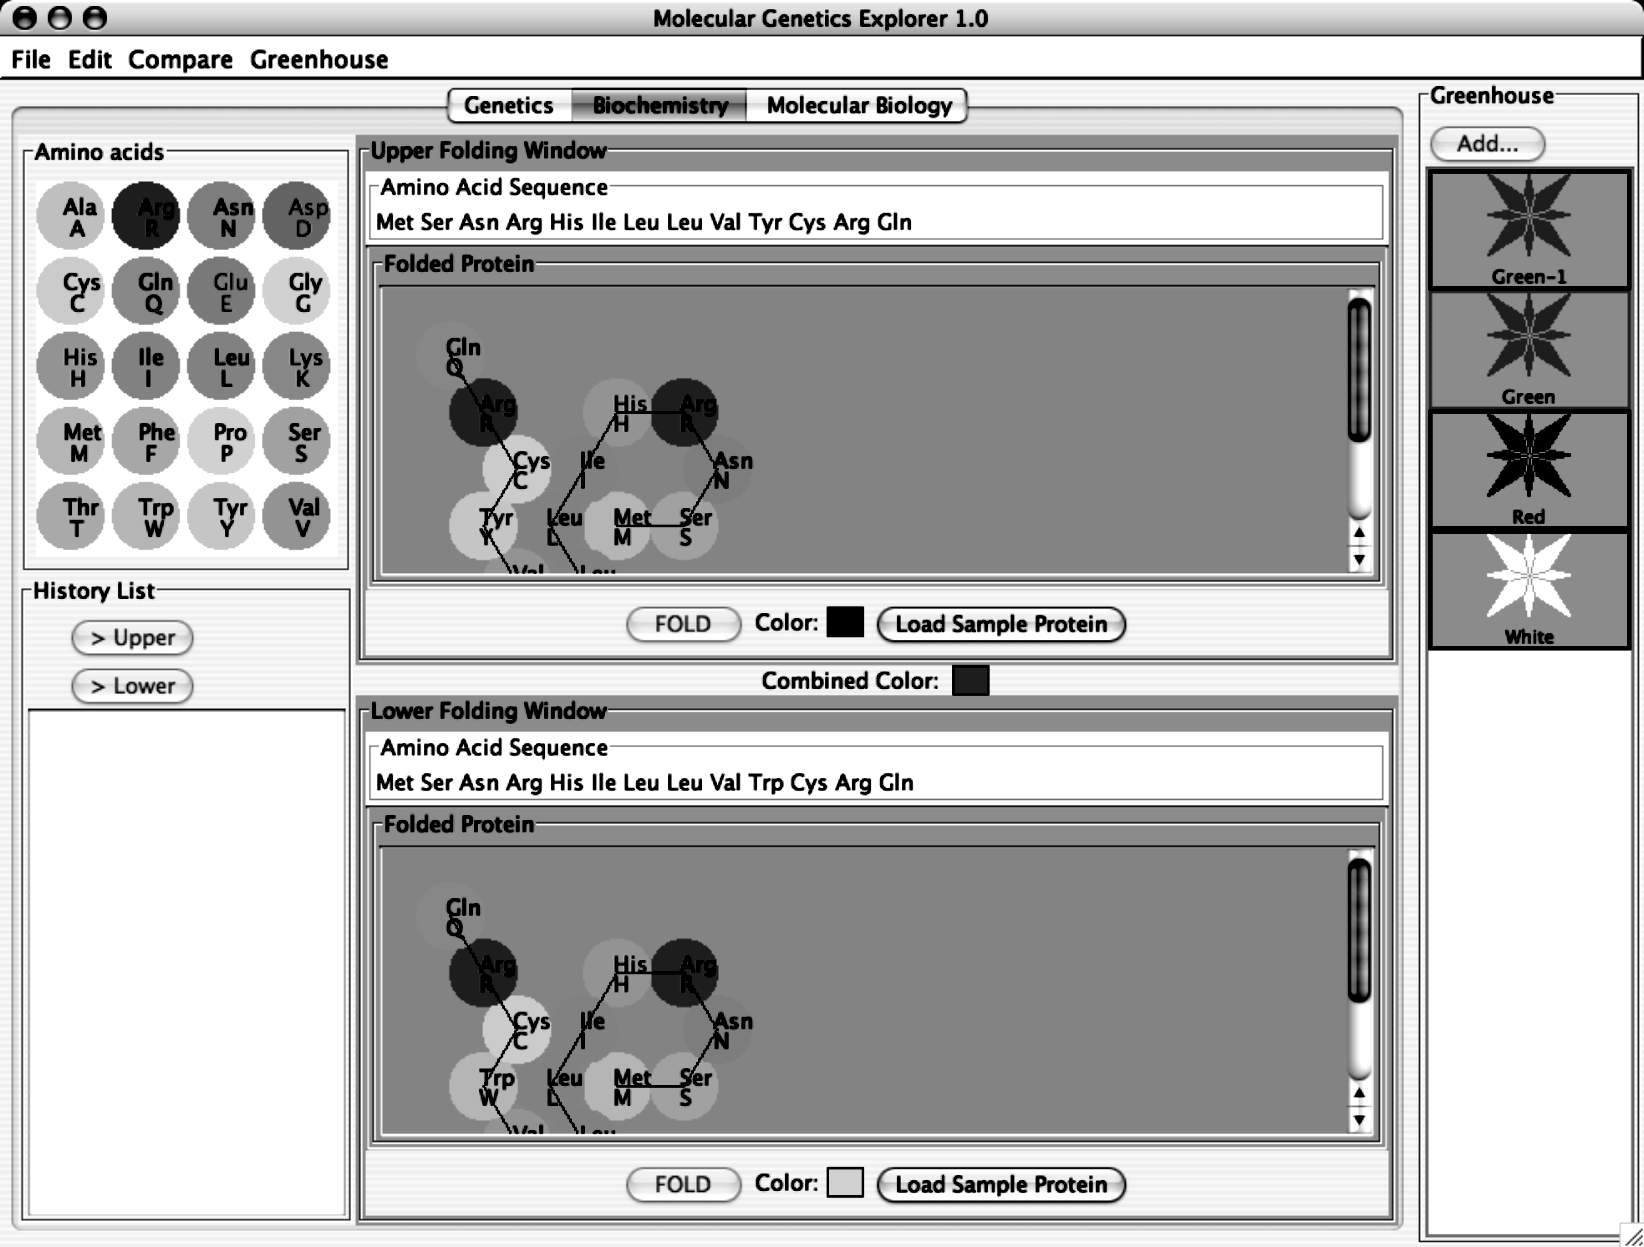 Molecular Genetics Explorer 1.0
File Edit Compare Greenhouse
Genetics Biochemistry Molecular Biology
Amino acids
Ala Arg Asn Asp
A R N D
Cys Gln Glu Gly
C Q E G
His Ile Leu Lys
H I L K
Met Phe Pro Ser
M F P S
Thr Trp Tyr Val
T W Y V
History List
> Upper
> Lower
Upper Folding Window
Amino Acid Sequence
Met Ser Asn Arg His Ile Leu Leu Val Tyr Cys Arg Gln
Folded Protein
Gln
Q
Arg His Arg
R H R
Cys Ile Asn
C I N
Tyr Leu Met Ser
Y L M S
Val Leu
FOLD Color: Load Sample Protein
Combined Color:
Lower Folding Window
Amino Acid Sequence
Met Ser Asn Arg His Ile Leu Leu Val Trp Cys Arg Gln
Folded Protein
Gln
Q
Arg His Arg
R H R
Cys Ile Asn
C I N
Trp Leu Met Ser
W L M S
Val Leu
FOLD Color: Load Sample Protein
Greenhouse
Add...
Green-1
Green
Red
White